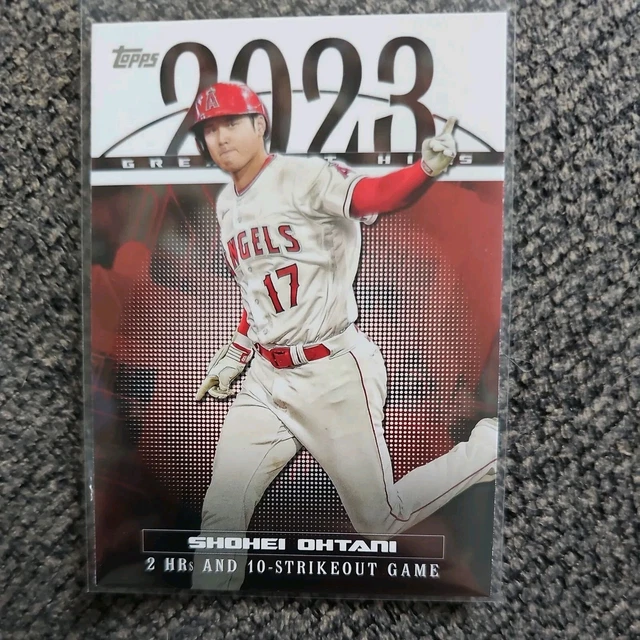 Topps
2023
ANGELS
17
SHOHEI OHTANI
2 HRs AND 10-STRIKEOUT GAME